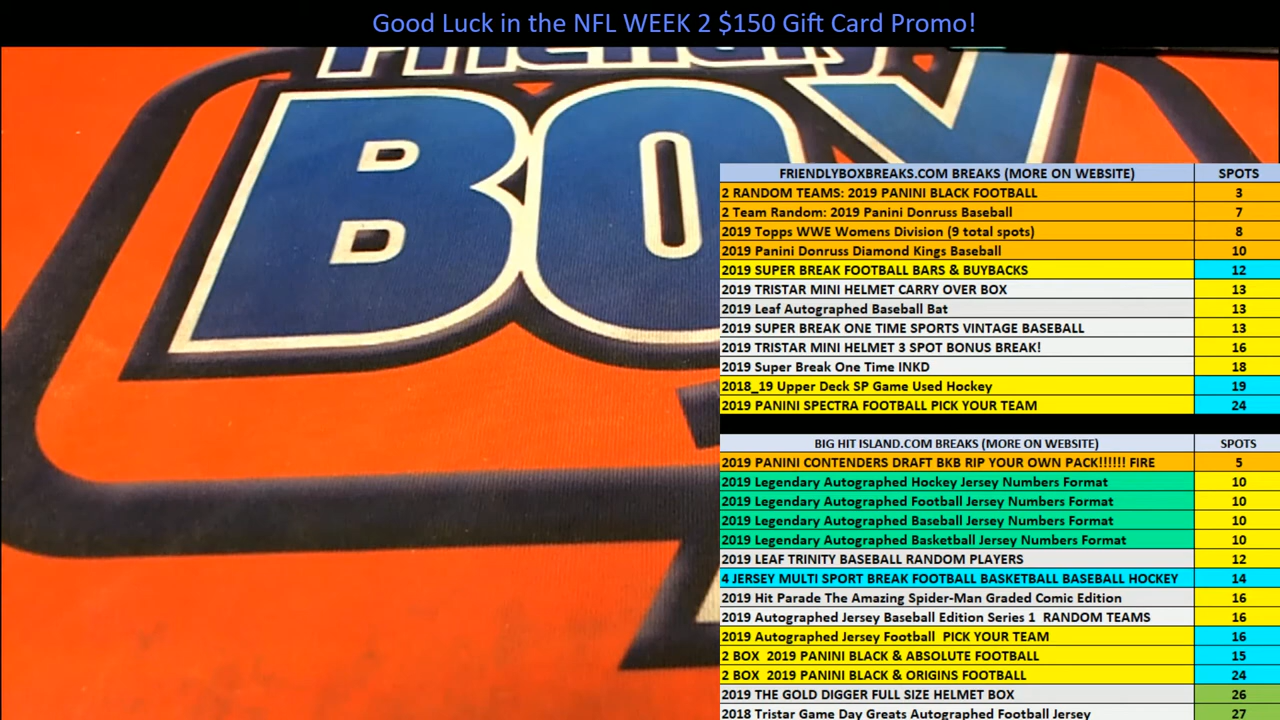 Good Luck in the NFL WEEK 2 $150 Gift Card Promo!
Friendly
BOX
FRIENDLYBOXBREAKS.COM BREAKS (MORE ON WEBSITE) SPOTS
2 RANDOM TEAMS: 2019 PANINI BLACK FOOTBALL 3
2 Team Random: 2019 Panini Donruss Baseball 7
2019 Topps WWE Womens Division (9 total spots) 8
2019 Panini Donruss Diamond Kings Baseball 10
2019 SUPER BREAK FOOTBALL BARS & BUYBACKS 12
2019 TRISTAR MINI HELMET CARRY OVER BOX 13
2019 Leaf Autographed Baseball Bat 13
2019 SUPER BREAK ONE TIME SPORTS VINTAGE BASEBALL 13
2019 TRISTAR MINI HELMET 3 SPOT BONUS BREAK! 16
2019 Super Break One Time INKD 18
2018_19 Upper Deck SP Game Used Hockey 19
2019 PANINI SPECTRA FOOTBALL PICK YOUR TEAM 24
BIG HIT ISLAND.COM BREAKS (MORE ON WEBSITE) SPOTS
2019 PANINI CONTENDERS DRAFT BKB RIP YOUR OWN PACK!!!!!! FIRE 5
2019 Legendary Autographed Hockey Jersey Numbers Format 10
2019 Legendary Autographed Football Jersey Numbers Format 10
2019 Legendary Autographed Baseball Jersey Numbers Format 10
2019 Legendary Autographed Basketball Jersey Numbers Format 10
2019 LEAF TRINITY BASEBALL RANDOM PLAYERS 12
4 JERSEY MULTI SPORT BREAK FOOTBALL BASKETBALL BASEBALL HOCKEY 14
2019 Hit Parade The Amazing Spider-Man Graded Comic Edition 16
2019 Autographed Jersey Baseball Edition Series 1 RANDOM TEAMS 16
2019 Autographed Jersey Football PICK YOUR TEAM 16
2 BOX 2019 PANINI BLACK & ABSOLUTE FOOTBALL 15
2 BOX 2019 PANINI BLACK & ORIGINS FOOTBALL 24
2019 THE GOLD DIGGER FULL SIZE HELMET BOX 26
2018 Tristar Game Day Greats Autographed Football Jersey 27